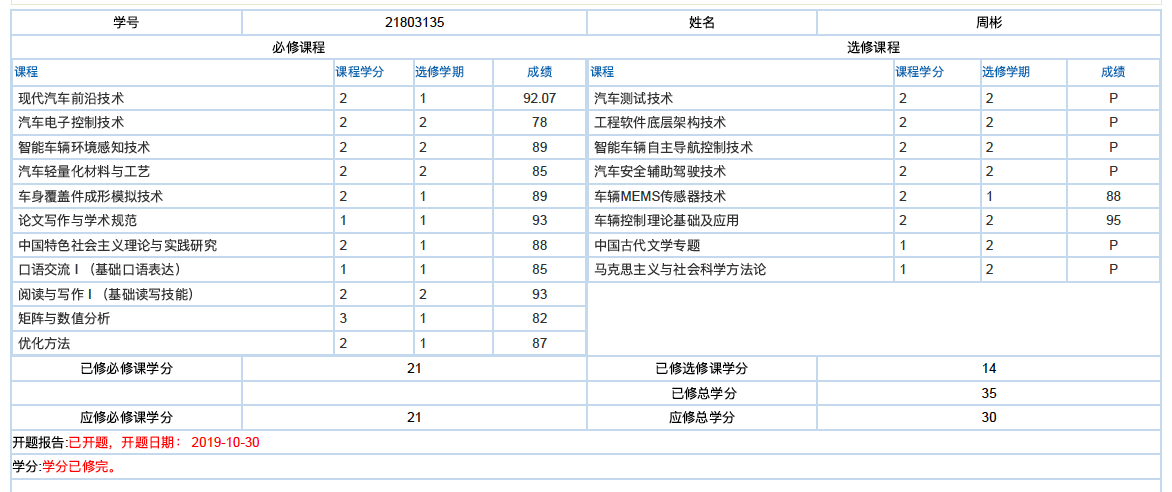 学号 21803135 姓名 周彬
必修课程 选修课程
课程 课程学分 选修学期 成绩 课程 课程学分 选修学期 成绩
现代汽车前沿技术 2 1 92.07 汽车测试技术 2 2 P
汽车电子控制技术 2 2 78 工程软件底层架构技术 2 2 P
智能车辆环境感知技术 2 2 89 智能车辆自主导航控制技术 2 2 P
汽车轻量化材料与工艺 2 2 85 汽车安全辅助驾驶技术 2 2 P
车身覆盖件成形模拟技术 2 1 89 车辆MEMS传感器技术 2 1 88
论文写作与学术规范 1 1 93 车辆控制理论基础及应用 2 2 95
中国特色社会主义理论与实践研究 2 1 88 中国古代文学专题 1 2 P
口语交流Ⅰ（基础口语表达） 1 1 85 马克思主义与社会科学方法论 1 2 P
阅读与写作Ⅰ（基础读写技能） 2 2 93
矩阵与数值分析 3 1 82
优化方法 2 1 87
已修必修课学分 21 已修选修课学分 14
已修总学分 35
应修必修课学分 21 应修总学分 30
开题报告:已开题，开题日期： 2019-10-30
学分:学分已修完。